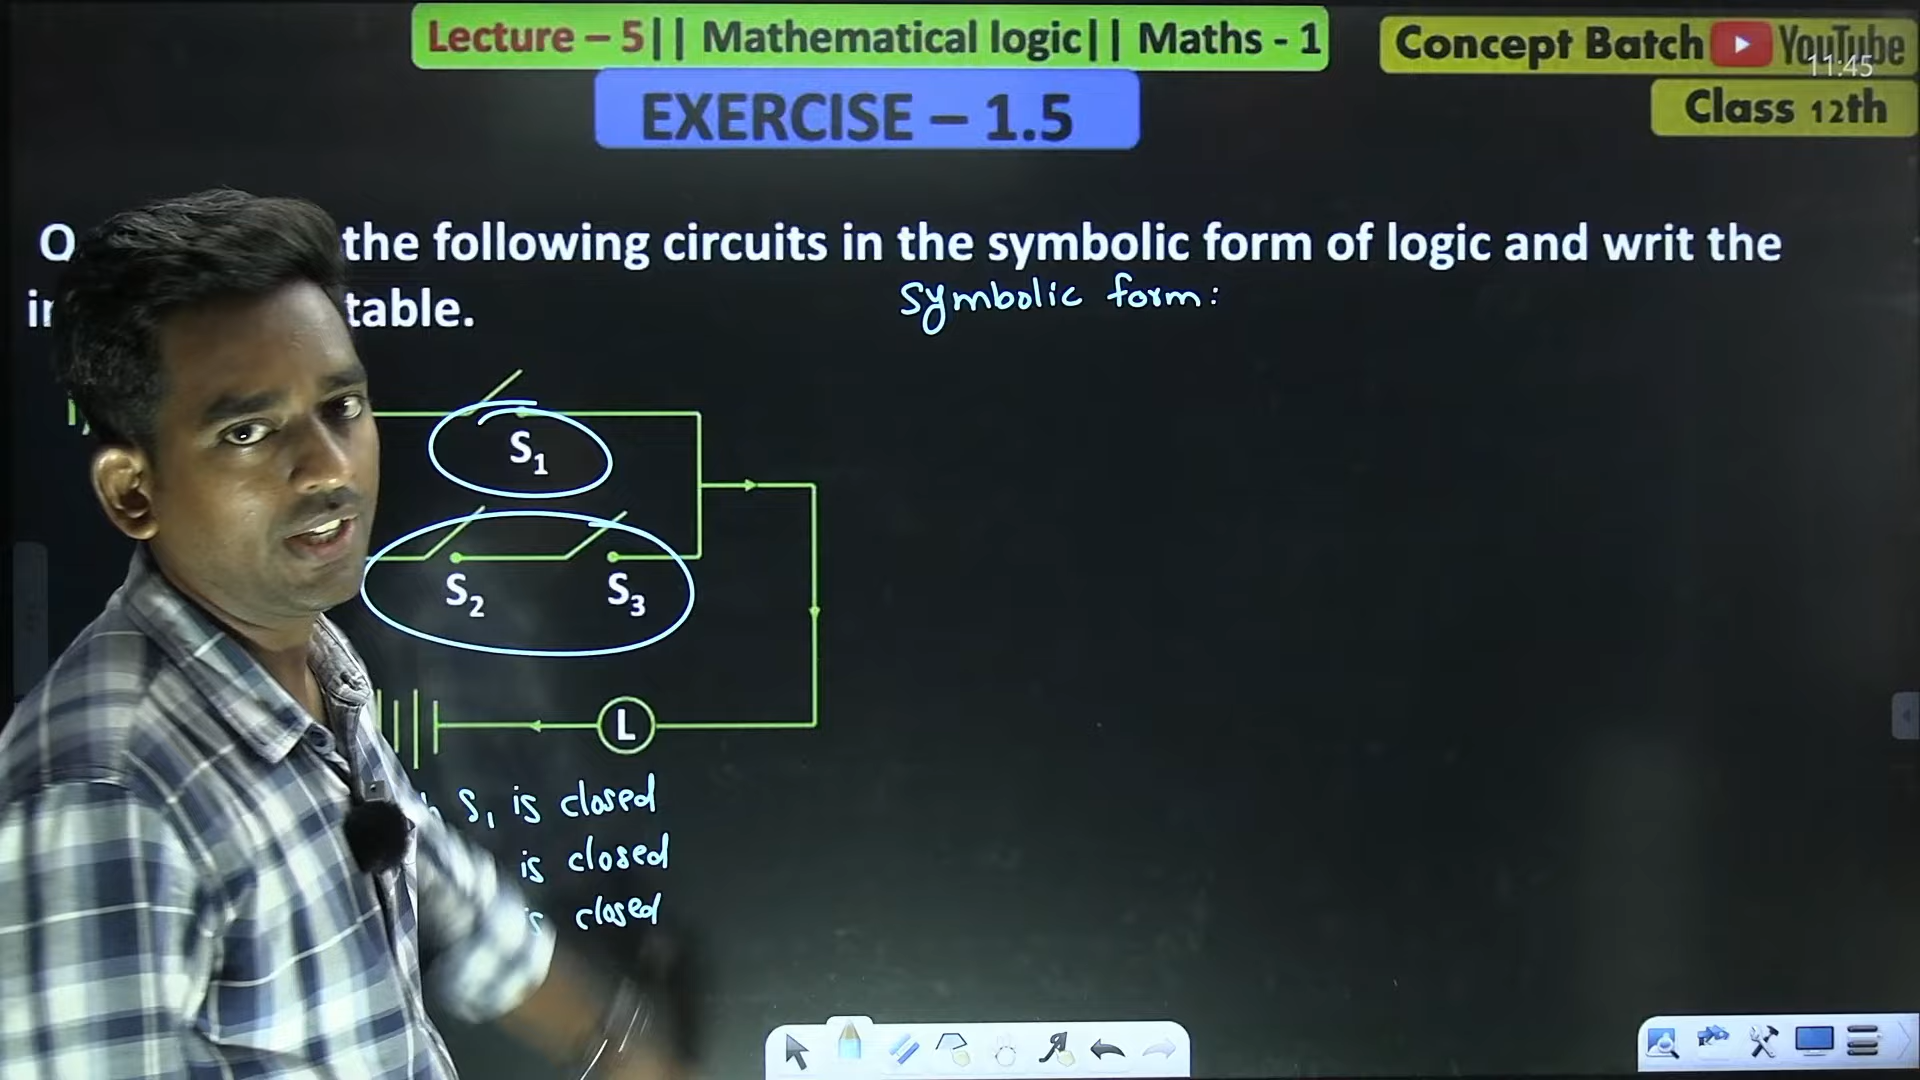 Lecture – 5|| Mathematical logic|| Maths - 1
Concept Batch YouTube
11:45
Class 12th
EXERCISE – 1.5
the following circuits in the symbolic form of logic and writ the
table.
Symbolic form:
S1
S2 S3
L
S1 is closed
is closed
is closed